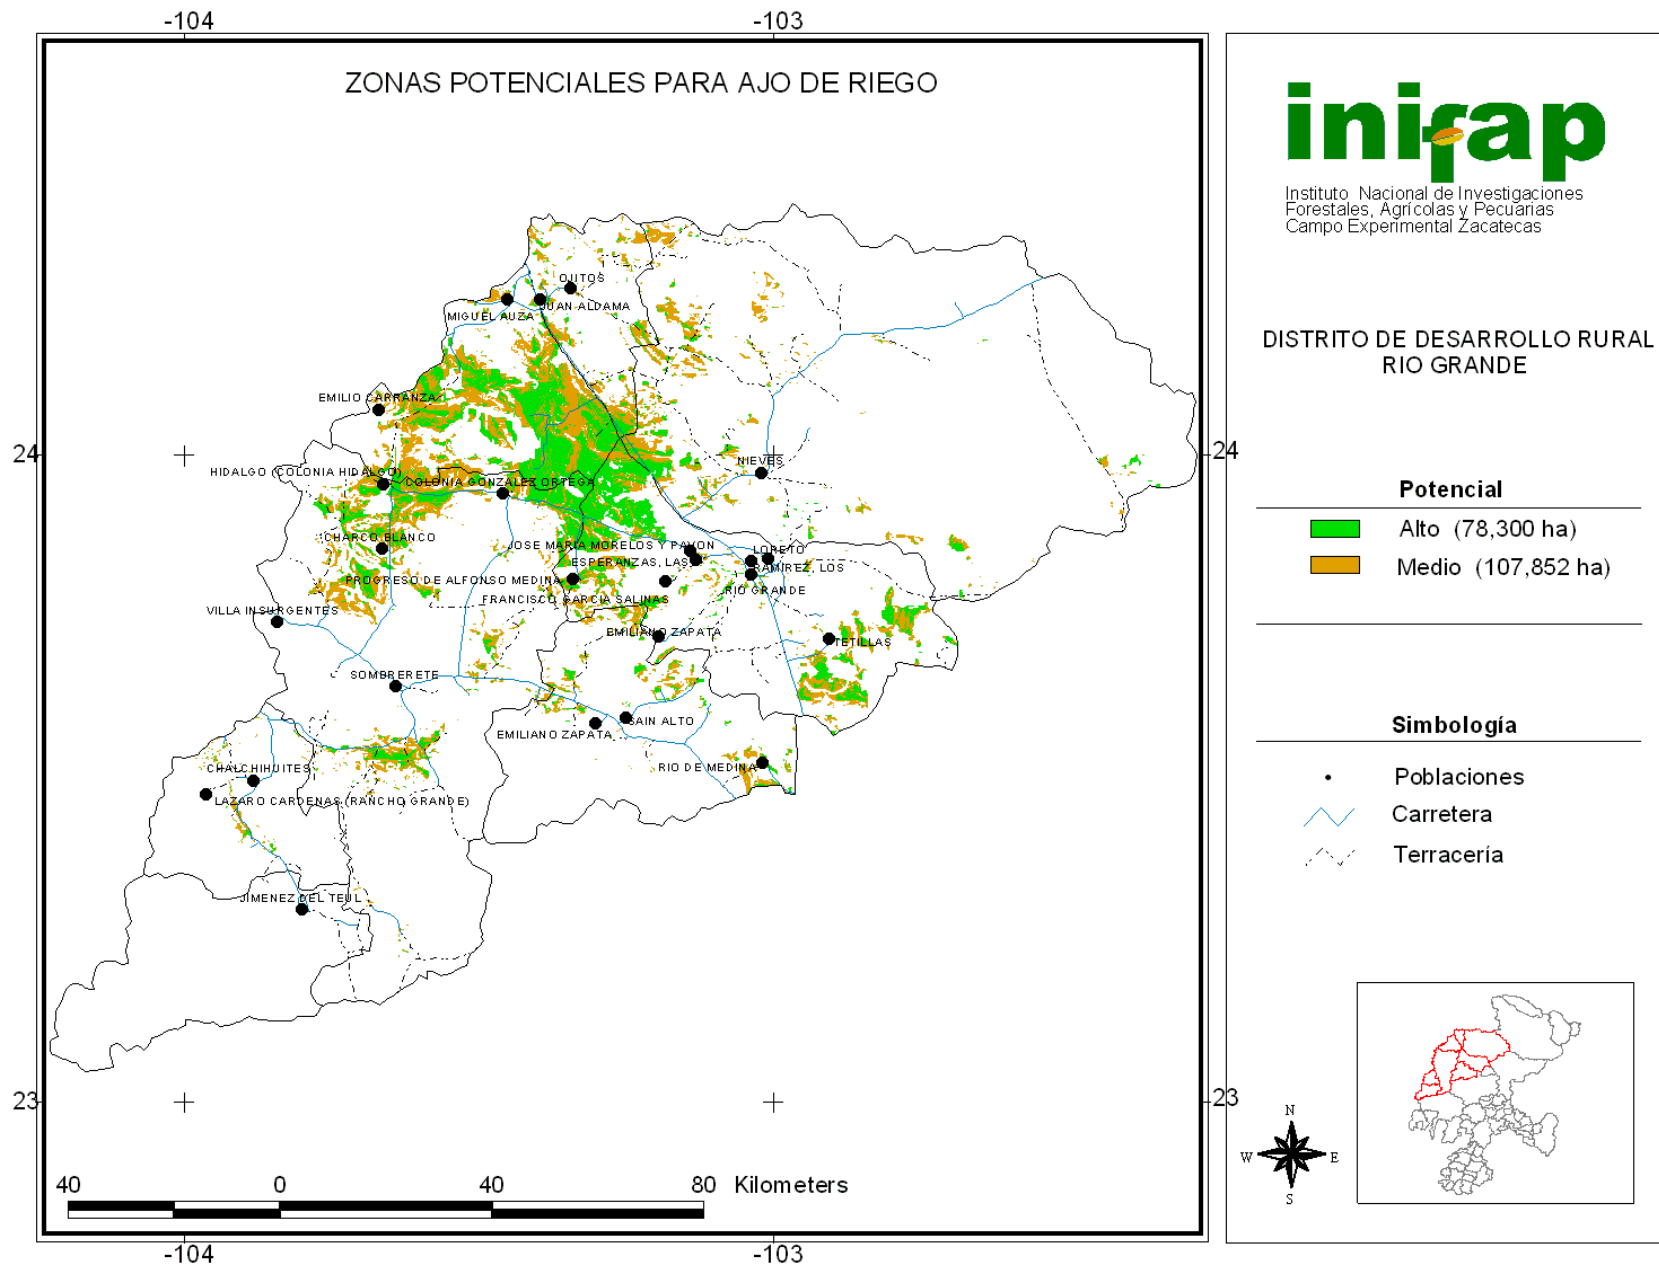 -104
-103
ZONAS POTENCIALES PARA AJO DE RIEGO
OJITOS
JUAN ALDAMA
MIGUEL AUZA
EMILIO CARRANZA
24
24
NIEVES
HIDALGO (COLONIA HIDALGO)
COLONIA GONZALEZ ORTEGA
CHARCO BLANCO
JOSE MARIA MORELOS Y PAVON
LORETO
ESPERANZAS, LAS
RAMIREZ, LOS
PROGRESO DE ALFONSO MEDINA
RIO GRANDE
FRANCISCO GARCIA SALINAS
VILLA INSURGENTES
EMILIANO ZAPATA
TETILLAS
SOMBRERETE
SAIN ALTO
EMILIANO ZAPATA
RIO DE MEDINA
CHALCHIHUITES
LAZARO CARDENAS (RANCHO GRANDE)
JIMENEZ DEL TEUL
23
23
40 0 40 80 Kilometers
-104
-103
inifap
Instituto Nacional de Investigaciones
Forestales, Agrícolas y Pecuarias
Campo Experimental Zacatecas
DISTRITO DE DESARROLLO RURAL
RIO GRANDE
Potencial
Alto (78,300 ha)
Medio (107,852 ha)
Simbología
Poblaciones
Carretera
Terracería
N
W E
S